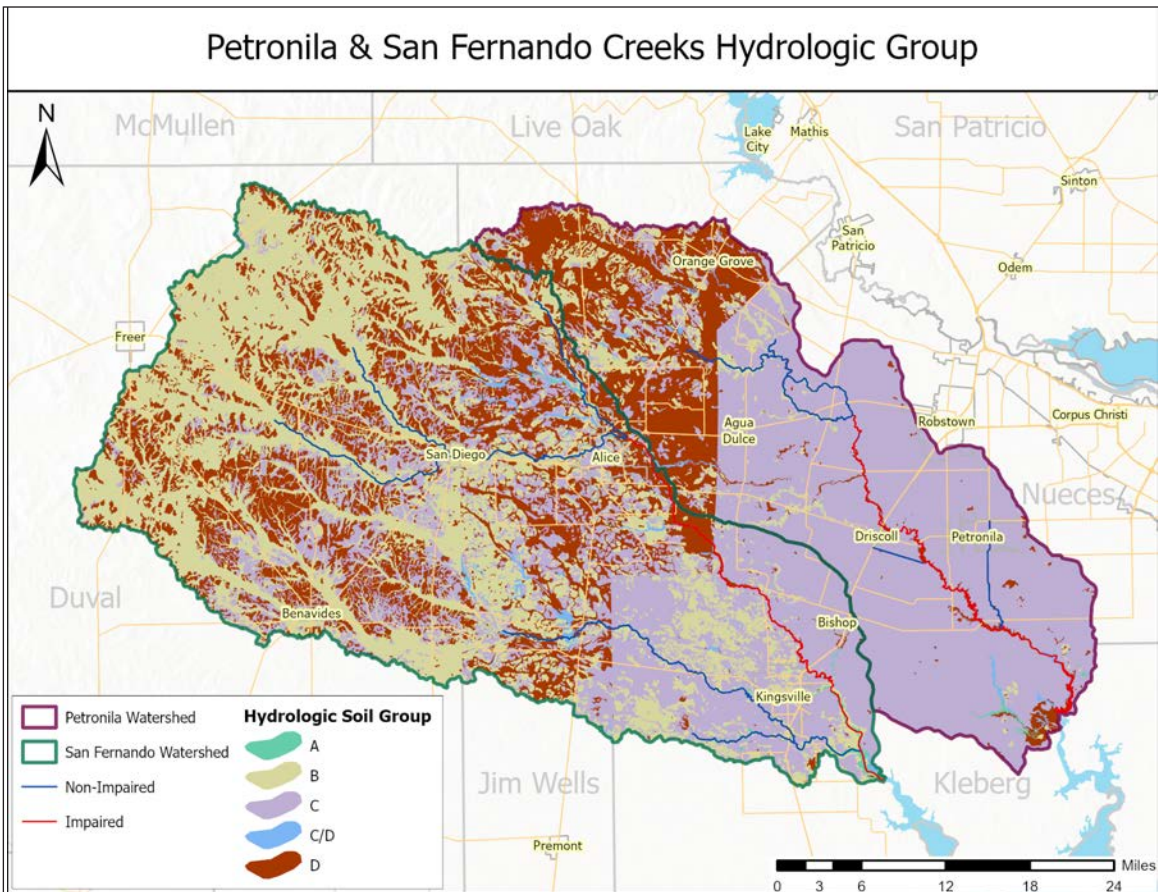 Petronila & San Fernando Creeks Hydrologic Group
N
McMullen
Live Oak
San Patricio
Lake
City
Mathis
Sinton
San
Patricio
Orange Grove
Odem
Freer
Agua
Dulce
Robstown
Corpus Christi
San Diego
Alice
Nueces
Driscoll
Petronila
Duval
Benavides
Bishop
Kingsville
Jim Wells
Kleberg
Premont
Petronila Watershed
San Fernando Watershed
Non-Impaired
Impaired
Hydrologic Soil Group
A
B
C
C/D
D
Miles
0 3 6 12 18 24